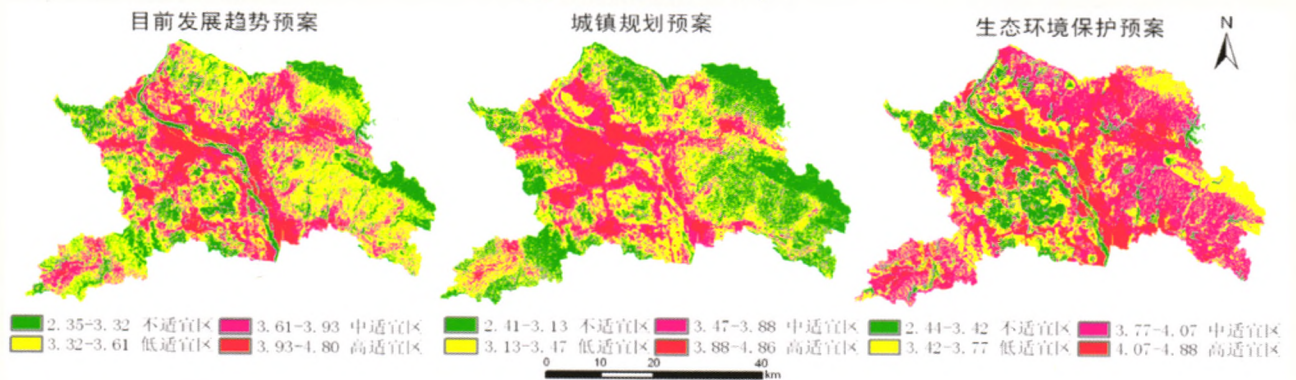 目前发展趋势预案
城镇规划预案
生态环境保护预案
N
2.35-3.32 不适宜区
3.61-3.93 中适宜区
3.32-3.61 低适宜区
3.93-4.80 高适宜区
2.41-3.13 不适宜区
3.47-3.88 中适宜区
3.13-3.47 低适宜区
3.88-4.86 高适宜区
2.44-3.42 不适宜区
3.77-4.07 中适宜区
3.42-3.77 低适宜区
4.07-4.88 高适宜区
0 10 20 40
km